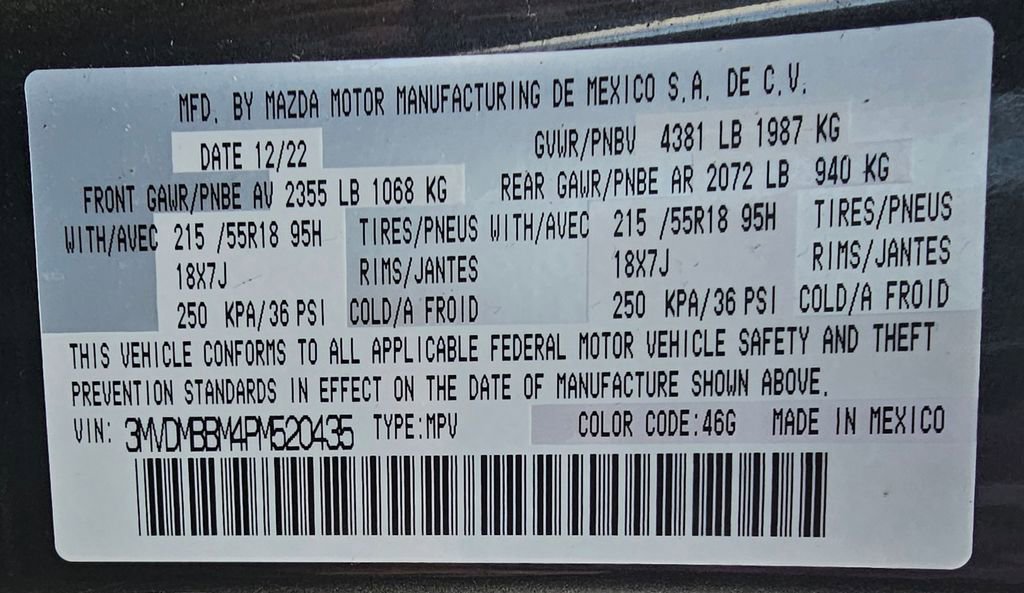 MFD. BY MAZDA MOTOR MANUFACTURING DE MEXICO S.A. DE C.V.
DATE 12/22 GVWR/PNBV 4381 LB 1987 KG
FRONT GAWR/PNBE AV 2355 LB 1068 KG REAR GAWR/PNBE AR 2072 LB 940 KG
WITH/AVEC 215 /55R18 95H TIRES/PNEUS WITH/AVEC 215 /55R18 95H TIRES/PNEUS
18X7J RIMS/JANTES 18X7J RIMS/JANTES
250 KPA/36 PSI COLD/A FROID 250 KPA/36 PSI COLD/A FROID
THIS VEHICLE CONFORMS TO ALL APPLICABLE FEDERAL MOTOR VEHICLE SAFETY AND THEFT
PREVENTION STANDARDS IN EFFECT ON THE DATE OF MANUFACTURE SHOWN ABOVE.
VIN: 3MVDMBBM4PM520435 TYPE:MPV COLOR CODE:46G MADE IN MEXICO